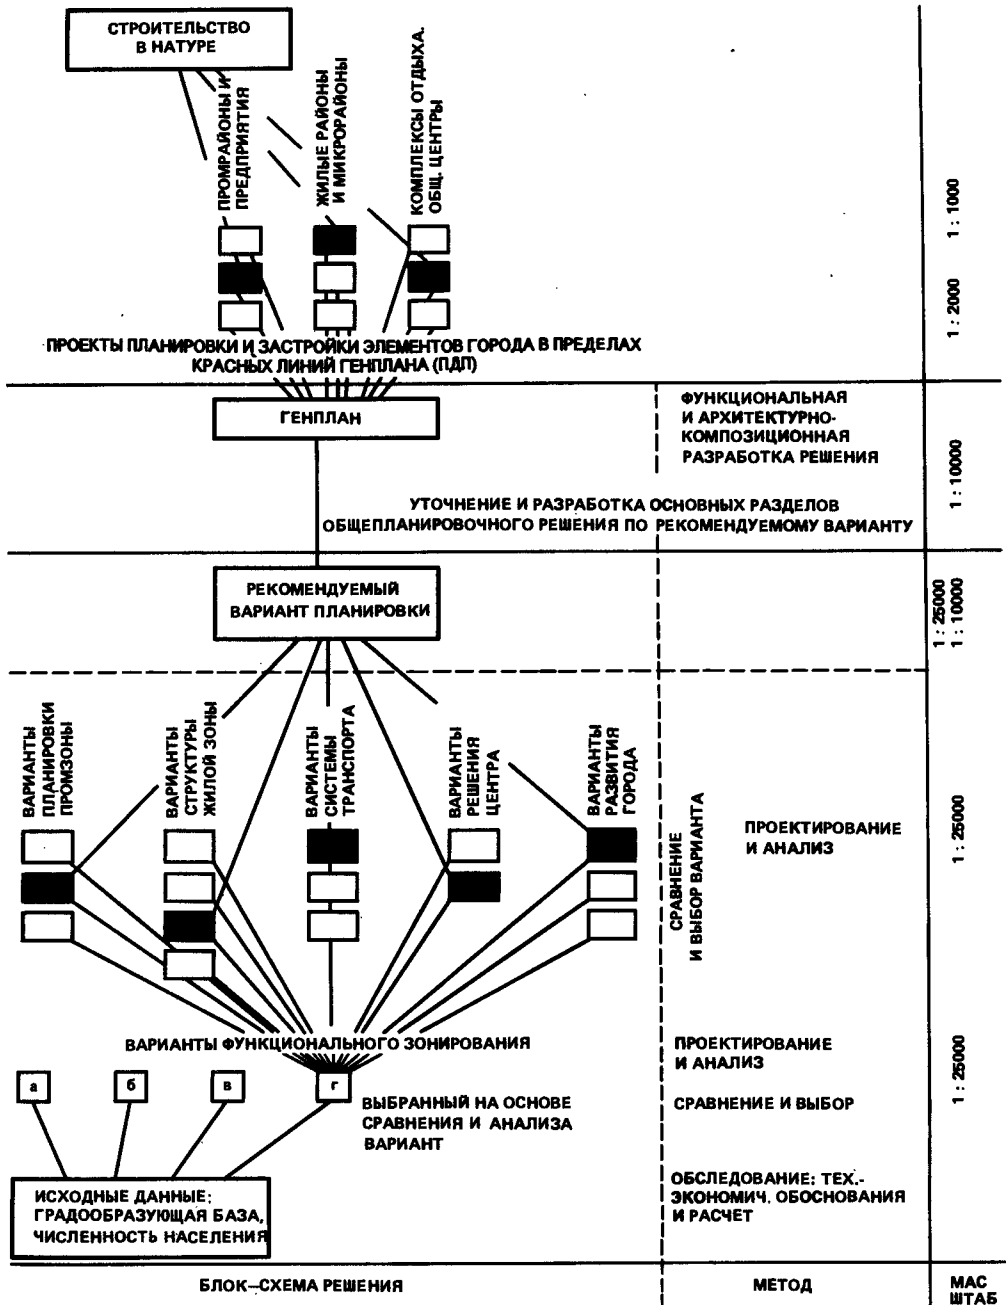 СТРОИТЕЛЬСТВО
В НАТУРЕ
ПРОМРАЙОНЫ И
ПРЕДПРИЯТИЯ
ЖИЛЫЕ РАЙОНЫ
И МИКРОРАЙОНЫ
КОМПЛЕКСЫ ОТДЫХА.
ОБЩ. ЦЕНТРЫ
1 : 1000
1 : 2000
ПРОЕКТЫ ПЛАНИРОВКИ И ЗАСТРОЙКИ ЭЛЕМЕНТОВ ГОРОДА В ПРЕДЕЛАХ
КРАСНЫХ ЛИНИЙ ГЕНПЛАНА (ПДП)
ГЕНПЛАН
ФУНКЦИОНАЛЬНАЯ
И АРХИТЕКТУРНО-
КОМПОЗИЦИОННАЯ
РАЗРАБОТКА РЕШЕНИЯ
1 : 10000
УТОЧНЕНИЕ И РАЗРАБОТКА ОСНОВНЫХ РАЗДЕЛОВ
ОБЩЕПЛАНИРОВОЧНОГО РЕШЕНИЯ ПО РЕКОМЕНДУЕМОМУ ВАРИАНТУ
РЕКОМЕНДУЕМЫЙ
ВАРИАНТ ПЛАНИРОВКИ
1 : 25000
1 : 10000
ВАРИАНТЫ
ПЛАНИРОВКИ
ПРОМЗОНЫ
ВАРИАНТЫ
СТРУКТУРЫ
ЖИЛОЙ ЗОНЫ
ВАРИАНТЫ
СИСТЕМЫ
ТРАНСПОРТА
ВАРИАНТЫ
РЕШЕНИЯ
ЦЕНТРА
ВАРИАНТЫ
РАЗВИТИЯ
ГОРОДА
СРАВНЕНИЕ
И ВЫБОР ВАРИАНТА
ПРОЕКТИРОВАНИЕ
И АНАЛИЗ
1 : 25000
ВАРИАНТЫ ФУНКЦИОНАЛЬНОГО ЗОНИРОВАНИЯ
ПРОЕКТИРОВАНИЕ
И АНАЛИЗ
1 : 25000
а
б
в
г
ВЫБРАННЫЙ НА ОСНОВЕ
СРАВНЕНИЯ И АНАЛИЗА
ВАРИАНТ
СРАВНЕНИЕ И ВЫБОР
ИСХОДНЫЕ ДАННЫЕ:
ГРАДООБРАЗУЮЩАЯ БАЗА,
ЧИСЛЕННОСТЬ НАСЕЛЕНИЯ
ОБСЛЕДОВАНИЕ: ТЕХ.-
ЭКОНОМИЧ. ОБОСНОВАНИЯ
И РАСЧЕТ
БЛОК—СХЕМА РЕШЕНИЯ
МЕТОД
МАС
ШТАБ